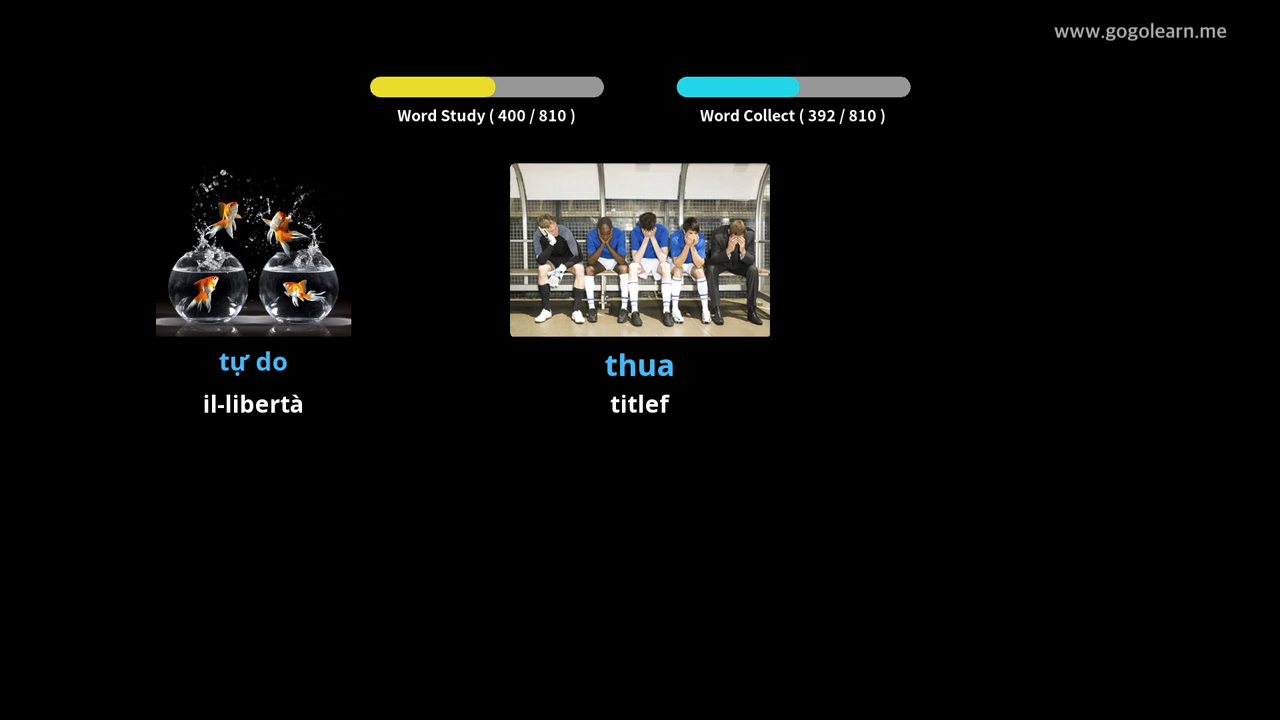 www.gogolearn.me
Word Study ( 400 / 810 )
Word Collect ( 392 / 810 )
tự do
il-libertà
thua
titlef